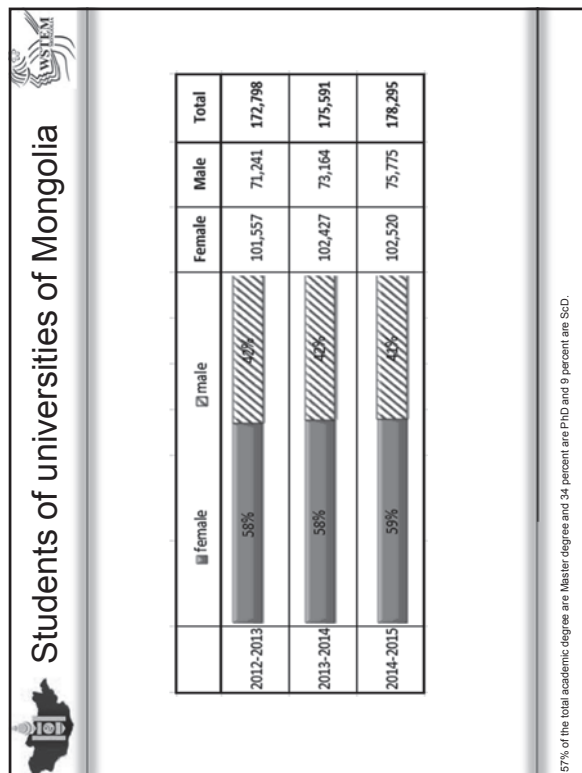 WSTEM
Students of universities of Mongolia
female male Female Male Total
2012-2013 58% 42% 101,557 71,241 172,798
2013-2014 58% 42% 102,427 73,164 175,591
2014-2015 59% 41% 102,520 75,775 178,295
57% of the total academic degree are Master degree and 34 percent are PhD and 9 percent are ScD.